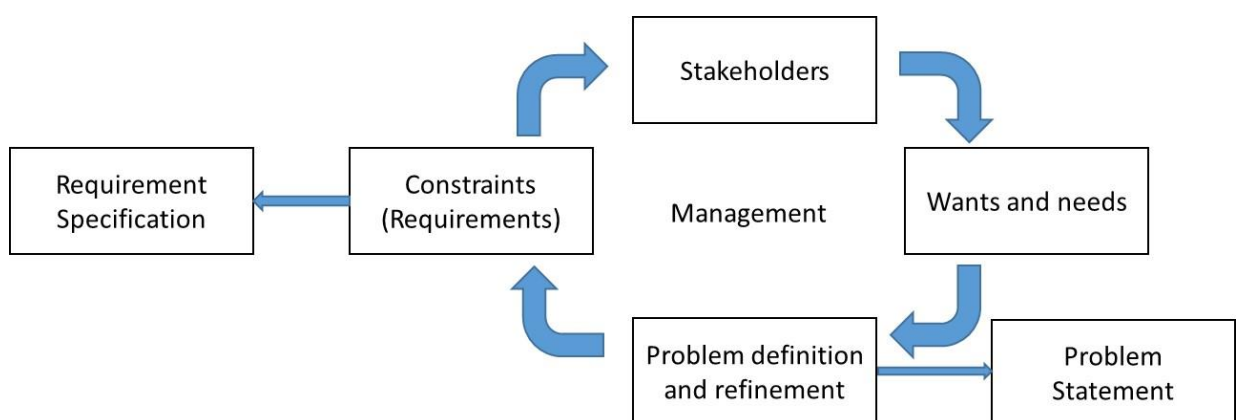 Stakeholders
Requirement
Specification
Constraints
(Requirements)
Management
Wants and needs
Problem definition
and refinement
Problem
Statement